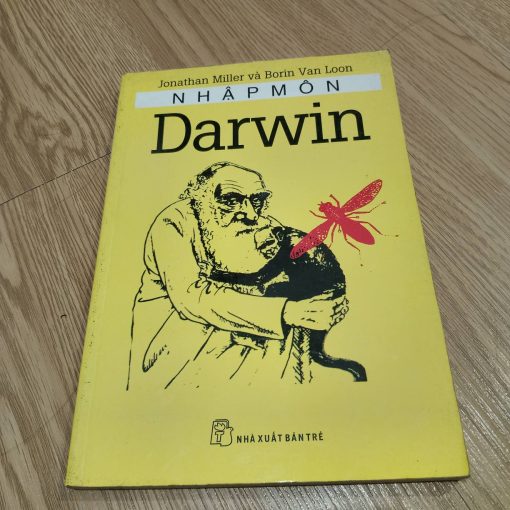 Jonathan Miller và Borin Van Loon
NHẬP MÔN
Darwin
NHÀ XUẤT BẢN TRẺ